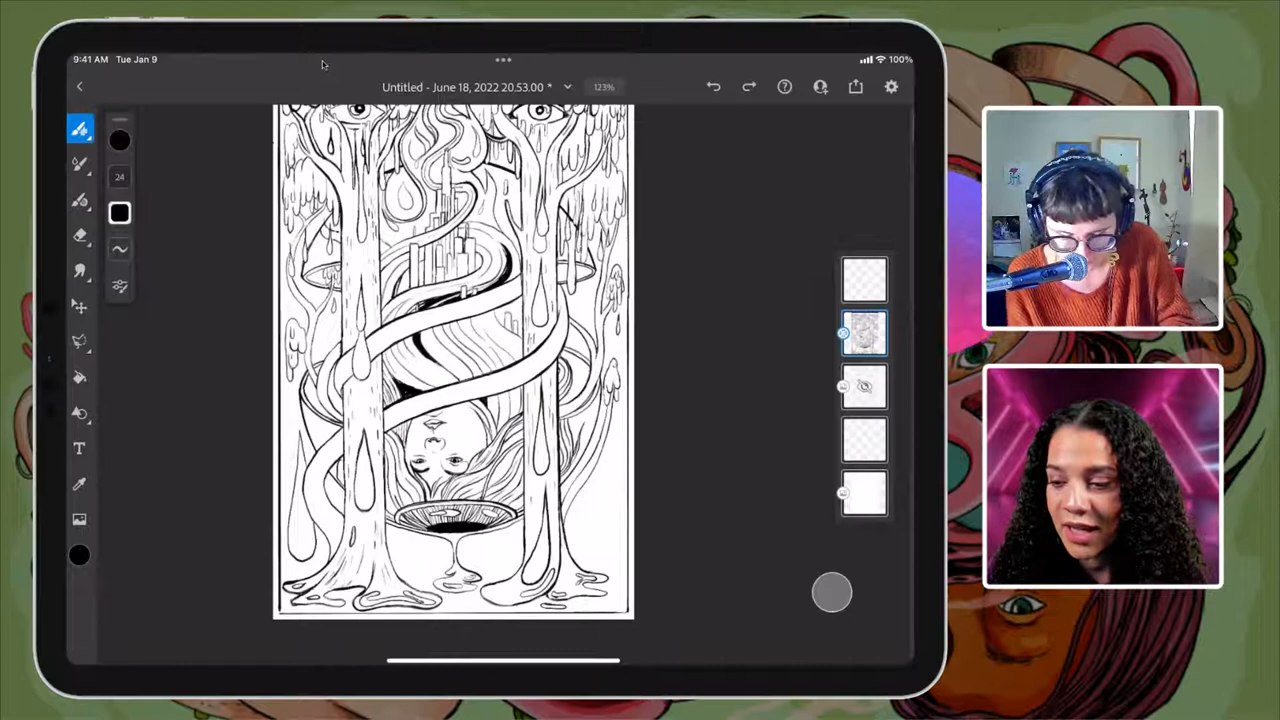 9:41 AM Tue Jan 9
100%
Untitled - June 18, 2022 20.53.00 *
123%
24
T